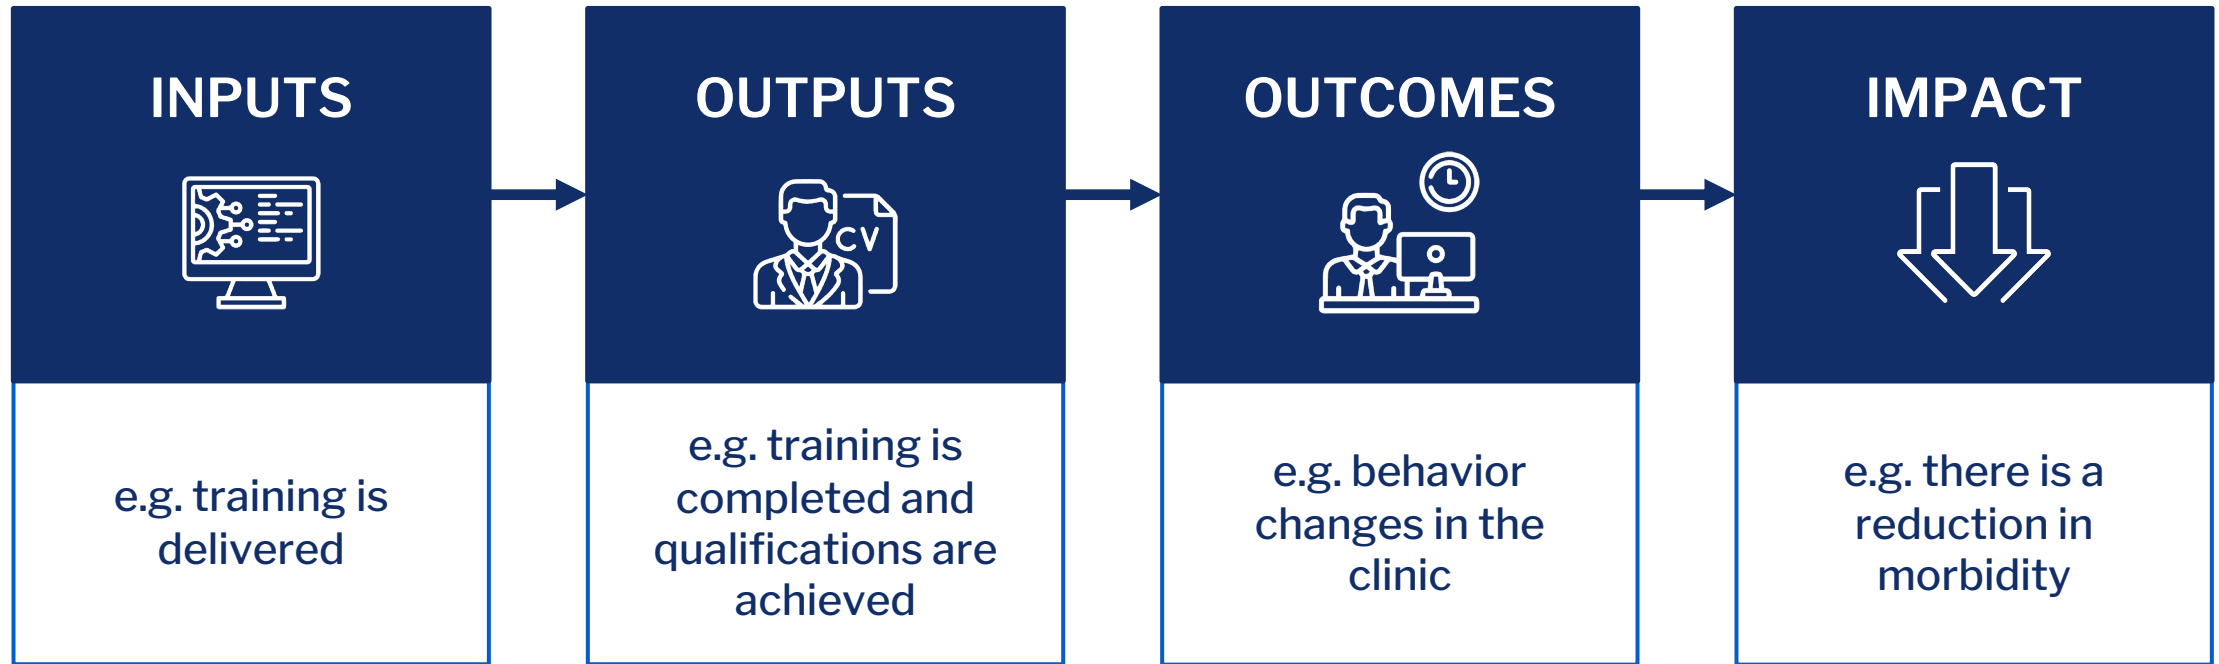 INPUTS
e.g. training is
delivered
OUTPUTS
CV
e.g. training is
completed and
qualifications are
achieved
OUTCOMES
e.g. behavior
changes in the
clinic
IMPACT
e.g. there is a
reduction in
morbidity